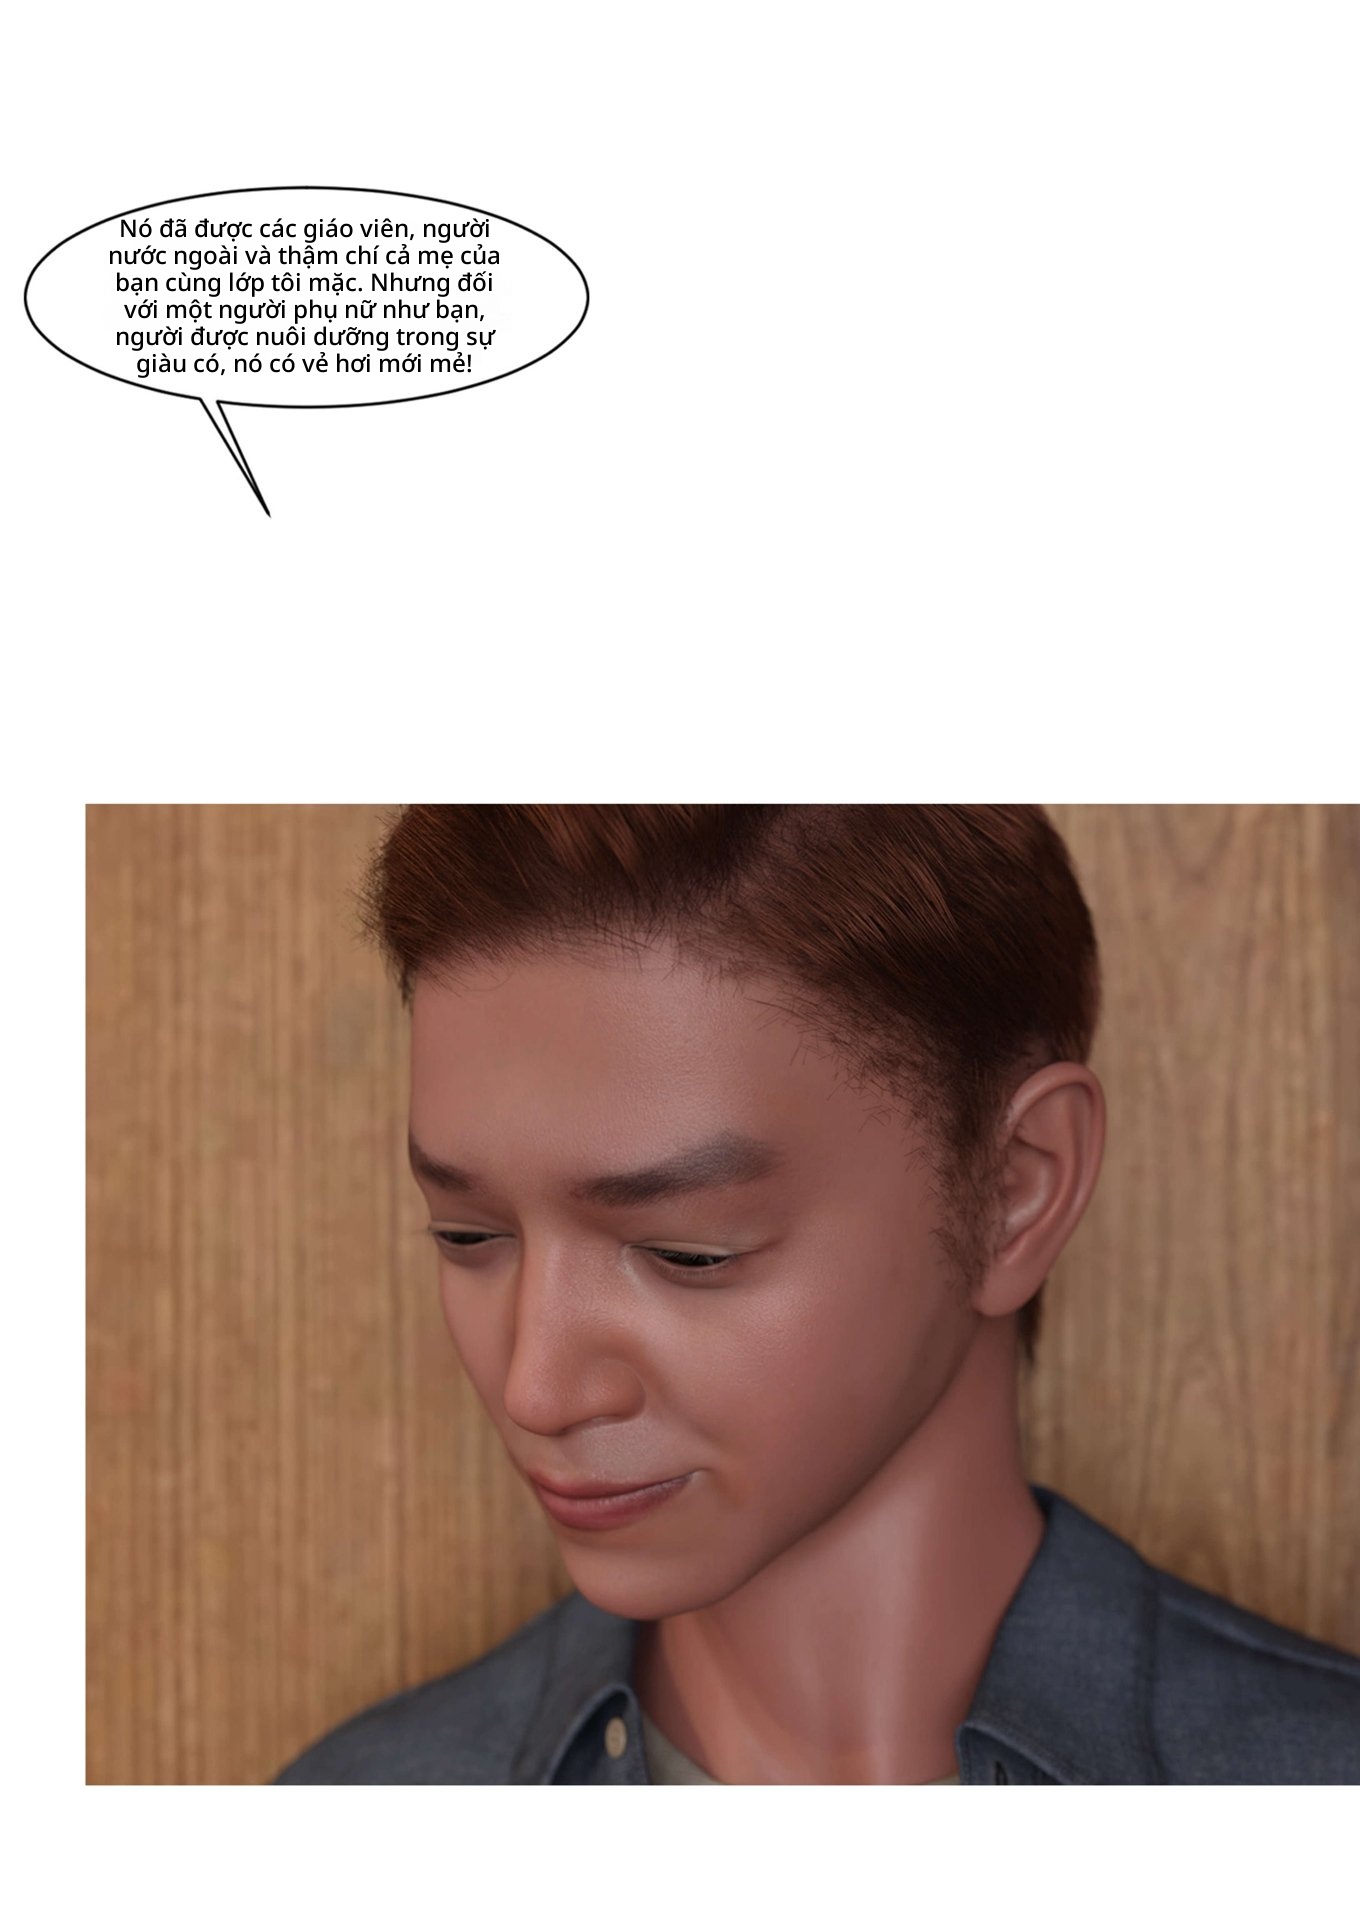 Nó đã được các giáo viên, người
nước ngoài và thậm chí cả mẹ của
bạn cùng lớp tôi mặc. Nhưng đối
với một người phụ nữ như bạn,
người được nuôi dưỡng trong sự
giàu có, nó có vẻ hơi mới mẻ!